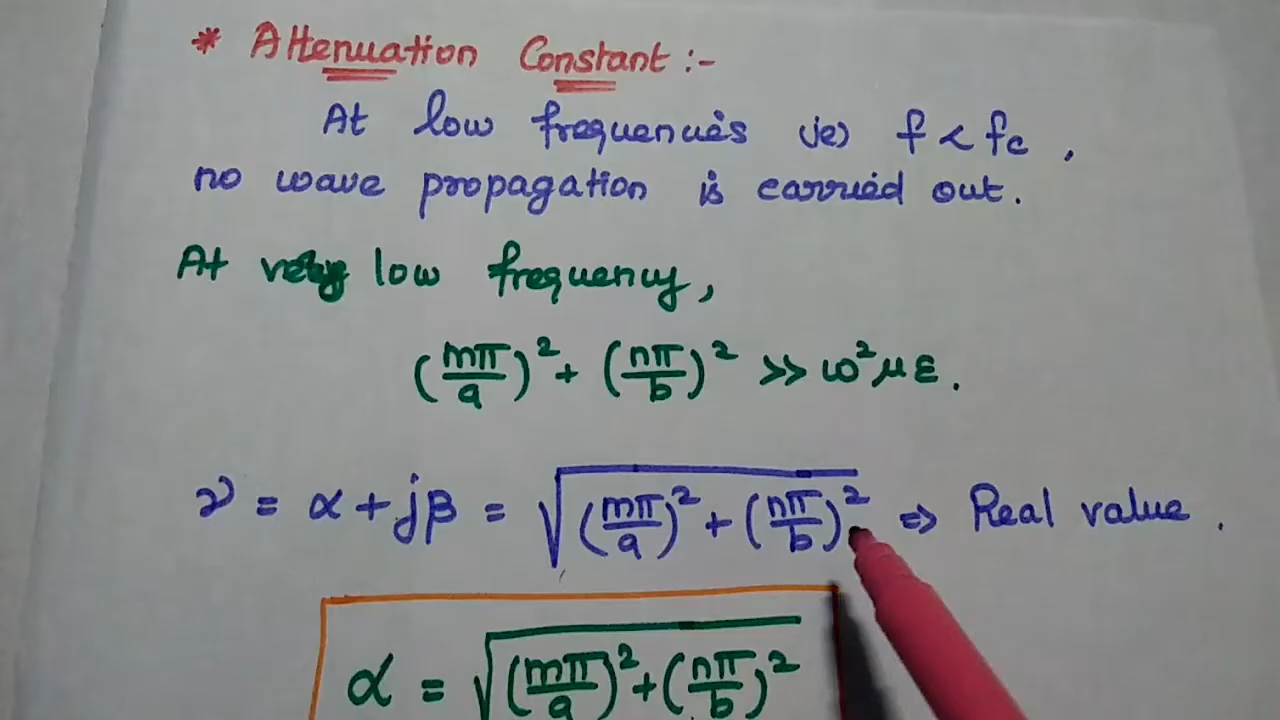 * Attenuation Constant :-
At low frequencies (ie) f < fc ,
no wave propagation is carried out.
At very low frequency,
(mπ/a)² + (nπ/b)² >> ω²με.
γ = α + jβ = √((mπ/a)² + (nπ/b)²) ⇒ Real value.
α = √((mπ/a)² + (nπ/b)²)